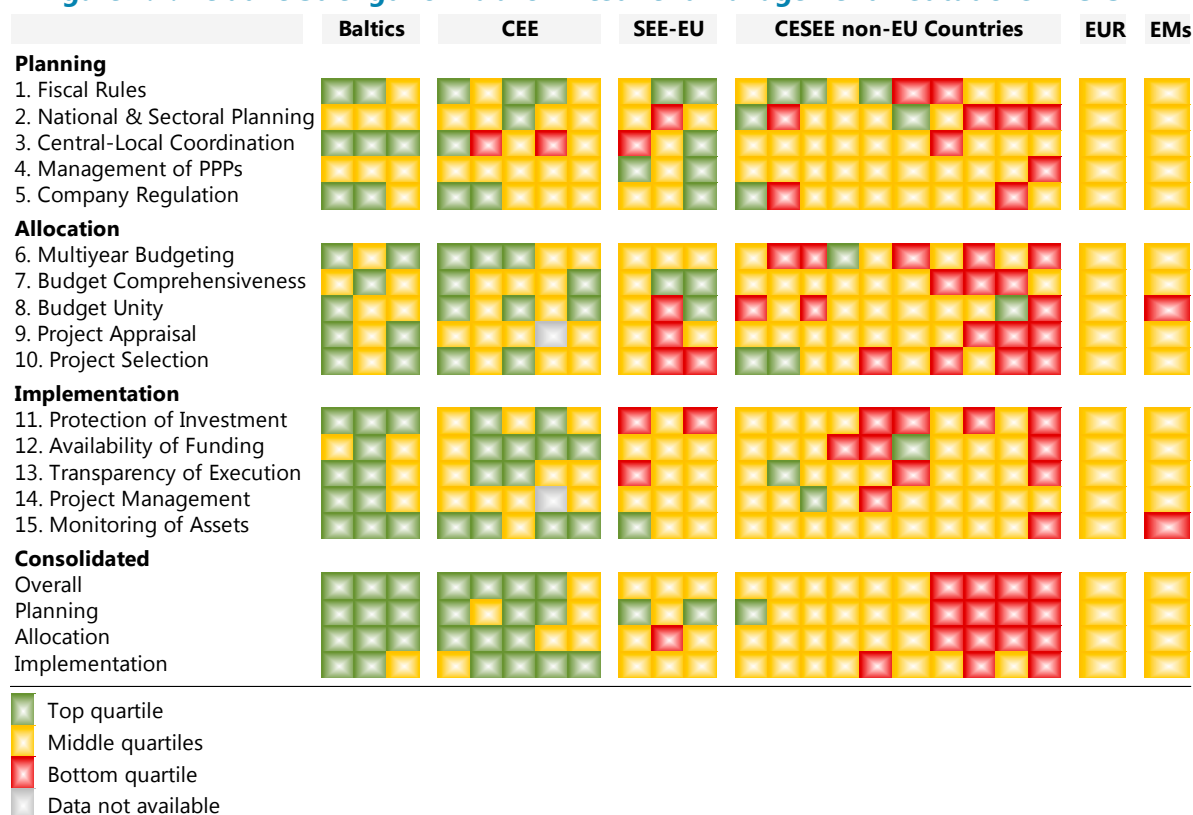 Baltics CEE SEE-EU CESEE non-EU Countries EUR EMs
Planning
1. Fiscal Rules
2. National & Sectoral Planning
3. Central-Local Coordination
4. Management of PPPs
5. Company Regulation
Allocation
6. Multiyear Budgeting
7. Budget Comprehensiveness
8. Budget Unity
9. Project Appraisal
10. Project Selection
Implementation
11. Protection of Investment
12. Availability of Funding
13. Transparency of Execution
14. Project Management
15. Monitoring of Assets
Consolidated
Overall
Planning
Allocation
Implementation
Top quartile
Middle quartiles
Bottom quartile
Data not available